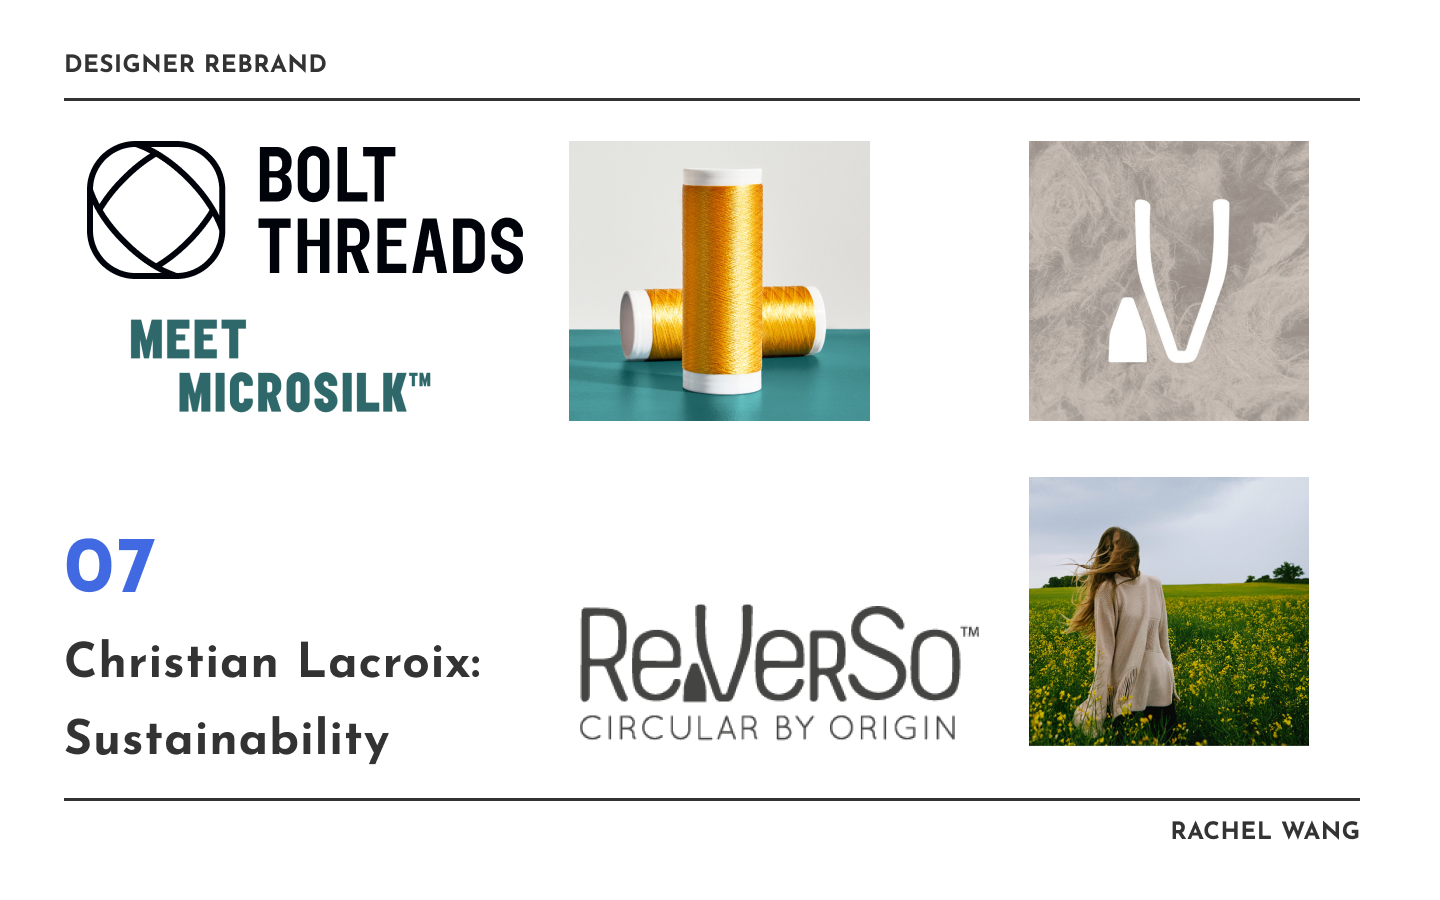 DESIGNER REBRAND
BOLT
THREADS
MEET
MICROSILK™
07
Christian Lacroix:
Sustainability
ReVerSo™
CIRCULAR BY ORIGIN
RACHEL WANG